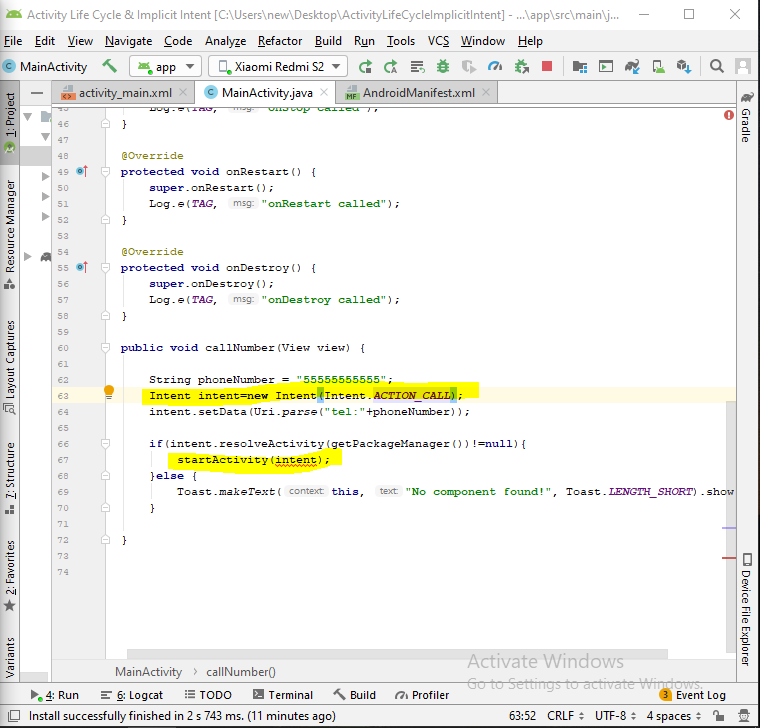 Activity Life Cycle & Implicit Intent [C:\Users\new\Desktop\ActivityLifeCycleImplicitIntent] - ...\app\src\main\j...
File Edit View Navigate Code Analyze Refactor Build Run Tools VCS Window Help
MainActivity app Xiaomi Redmi S2
activity_main.xml MainActivity.java AndroidManifest.xml
1: Project
Resource Manager
Layout Captures
7: Structure
2: Favorites
Variants
Gradle
Device File Explorer
45 Log.e(TAG, "onStop called");
46 }
47
48 @Override
49 protected void onRestart() {
50 super.onRestart();
51 Log.e(TAG, msg: "onRestart called");
52 }
53
54 @Override
55 protected void onDestroy() {
56 super.onDestroy();
57 Log.e(TAG, msg: "onDestroy called");
58 }
59
60 public void callNumber(View view) {
61
62 String phoneNumber = "55555555555";
63 Intent intent=new Intent(Intent.ACTION_CALL);
64 intent.setData(Uri.parse("tel:"+phoneNumber));
65
66 if(intent.resolveActivity(getPackageManager())!=null){
67 startActivity(intent);
68 }else {
69 Toast.makeText( context: this, text: "No component found!", Toast.LENGTH_SHORT).show
70 }
71
72 }
73
74
MainActivity › callNumber()
Activate Windows
Go to Settings to activate Windows.
4: Run 6: Logcat TODO Terminal Build Profiler 3 Event Log
Install successfully finished in 2 s 743 ms. (11 minutes ago) 63:52 CRLF UTF-8 4 spaces